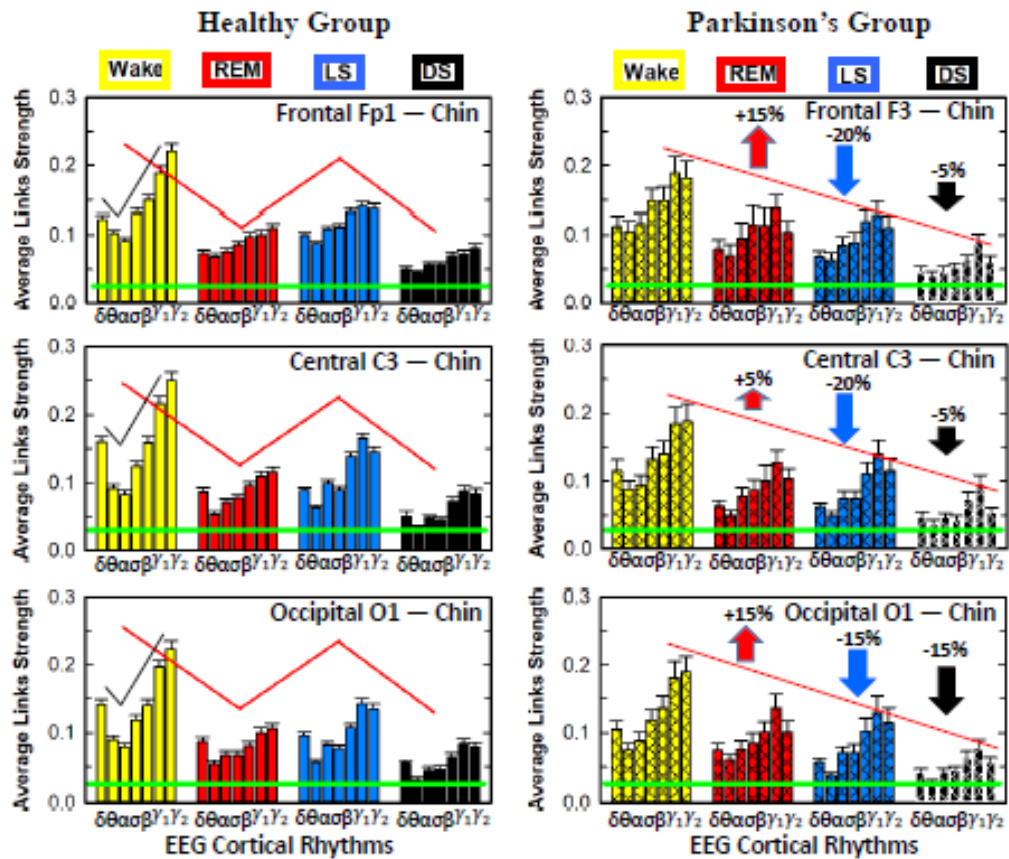 Healthy Group
Parkinson's Group
Wake REM LS DS
Wake REM LS DS
Average Links Strength
0.3
0.2
0.1
0.0
Frontal Fp1 — Chin
δθασβγ₁γ₂ δθασβγ₁γ₂ δθασβγ₁γ₂ δθασβγ₁γ₂
Average Links Strength
0.3
0.2
0.1
0.0
Frontal F3 — Chin
+15%
-20%
-5%
δθασβγ₁γ₂ δθασβγ₁γ₂ δθασβγ₁γ₂ δθασβγ₁γ₂
Average Links Strength
0.3
0.2
0.1
0.0
Central C3 — Chin
δθασβγ₁γ₂ δθασβγ₁γ₂ δθασβγ₁γ₂ δθασβγ₁γ₂
Average Links Strength
0.3
0.2
0.1
0.0
Central C3 — Chin
+5%
-20%
-5%
δθασβγ₁γ₂ δθασβγ₁γ₂ δθασβγ₁γ₂ δθασβγ₁γ₂
Average Links Strength
0.3
0.2
0.1
0.0
Occipital O1 — Chin
δθασβγ₁γ₂ δθασβγ₁γ₂ δθασβγ₁γ₂ δθασβγ₁γ₂
EEG Cortical Rhythms
Average Links Strength
0.3
0.2
0.1
0.0
Occipital O1 — Chin
+15%
-15%
-15%
δθασβγ₁γ₂ δθασβγ₁γ₂ δθασβγ₁γ₂ δθασβγ₁γ₂
EEG Cortical Rhythms